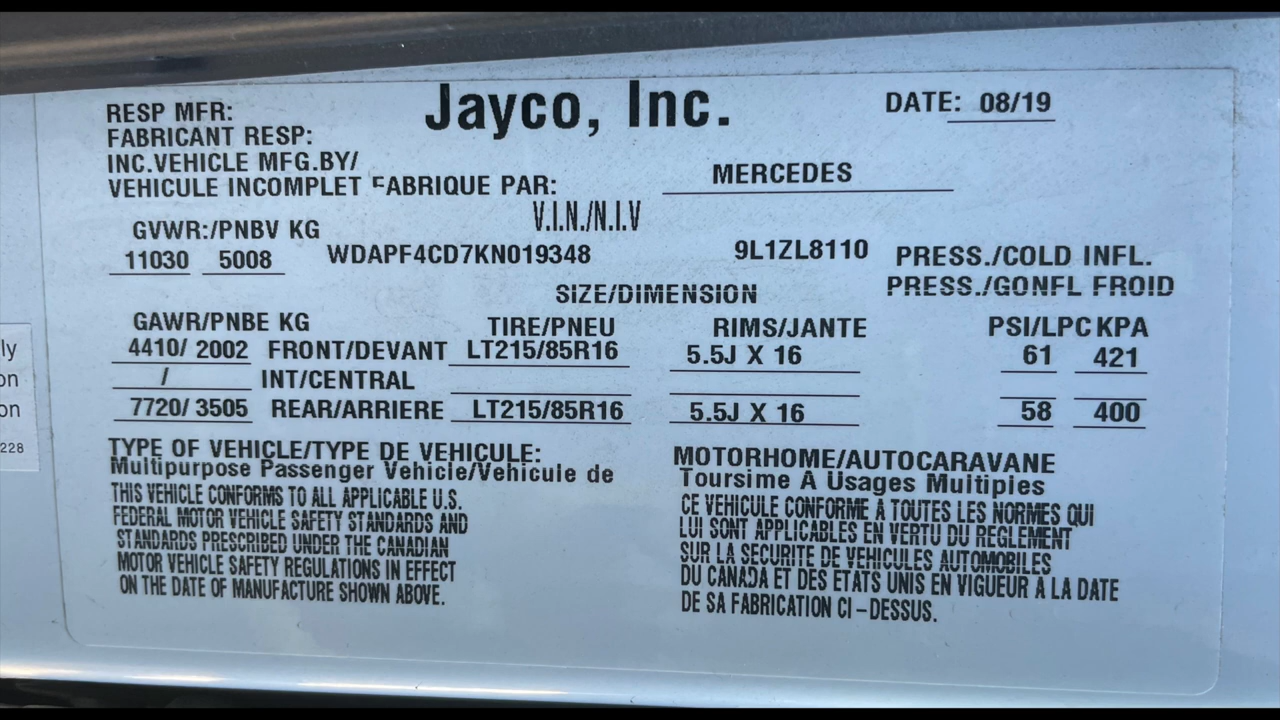 Jayco, Inc.
RESP MFR:
DATE: 08/19
FABRICANT RESP:
INC.VEHICLE MFG.BY/
VEHICULE INCOMPLET FABRIQUE PAR: MERCEDES
V.I.N./N.I.V
GVWR:/PNBV KG
11030 5008 WDAPF4CD7KN019348 9L1ZL8110 PRESS./COLD INFL.
PRESS./GONFL FROID
SIZE/DIMENSION
GAWR/PNBE KG TIRE/PNEU RIMS/JANTE PSI/LPC KPA
4410/ 2002 FRONT/DEVANT LT215/85R16 5.5J X 16 61 421
/ INT/CENTRAL
7720/ 3505 REAR/ARRIERE LT215/85R16 5.5J X 16 58 400
TYPE OF VEHICLE/TYPE DE VEHICULE: MOTORHOME/AUTOCARAVANE
Multipurpose Passenger Vehicle/Vehicule de Toursime A Usages Multiples
THIS VEHICLE CONFORMS TO ALL APPLICABLE U.S.
FEDERAL MOTOR VEHICLE SAFETY STANDARDS AND
STANDARDS PRESCRIBED UNDER THE CANADIAN
MOTOR VEHICLE SAFETY REGULATIONS IN EFFECT
ON THE DATE OF MANUFACTURE SHOWN ABOVE.
CE VEHICULE CONFORME A TOUTES LES NORMES QUI
LUI SONT APPLICABLES EN VERTU DU REGLEMENT
SUR LA SECURITE DE VEHICULES AUTOMOBILES
DU CANADA ET DES ETATS UNIS EN VIGUEUR A LA DATE
DE SA FABRICATION CI-DESSUS.
ly
on
on
228